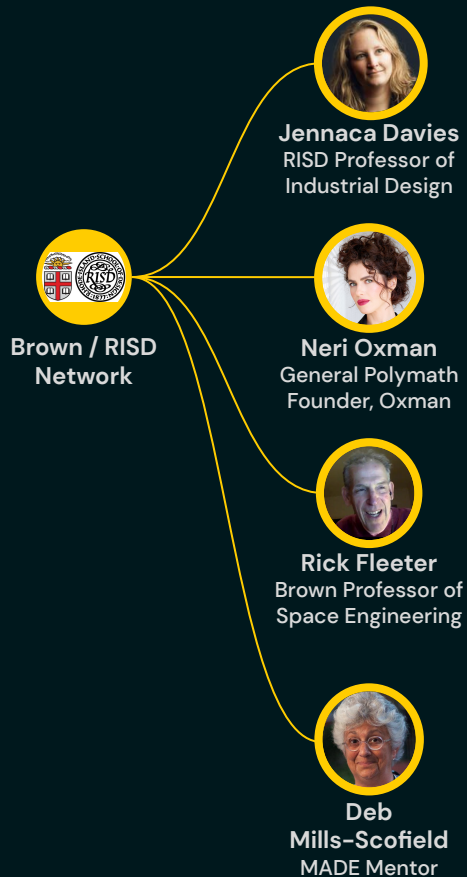 Jennaca Davies
RISD Professor of
Industrial Design
RISD
Brown / RISD
Network
Neri Oxman
General Polymath
Founder, Oxman
Rick Fleeter
Brown Professor of
Space Engineering
Deb
Mills-Scofield
MADE Mentor